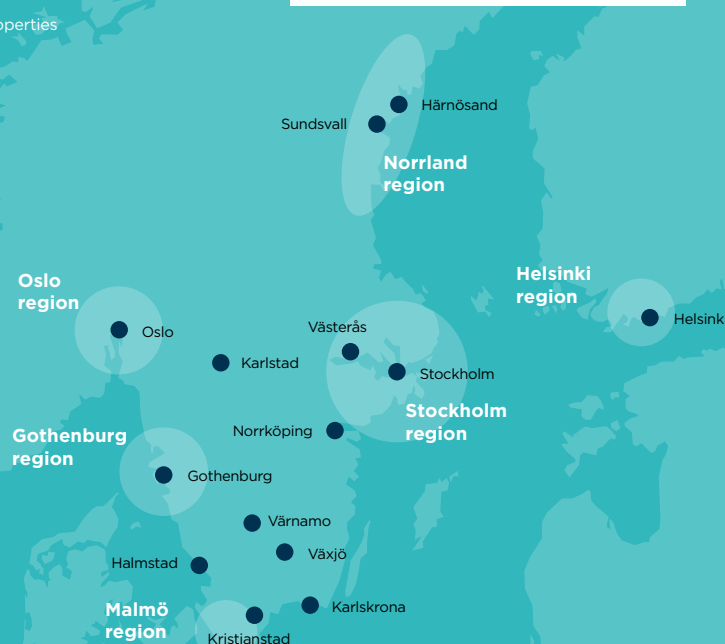 operties
Härnösand
Sundsvall
Norrland
region
Oslo
region
Helsinki
region
Oslo
Västerås
Helsink
Karlstad
Stockholm
Stockholm
region
Norrköping
Gothenburg
region
Gothenburg
Värnamo
Växjö
Halmstad
Malmö
region
Karlskrona
Kristianstad